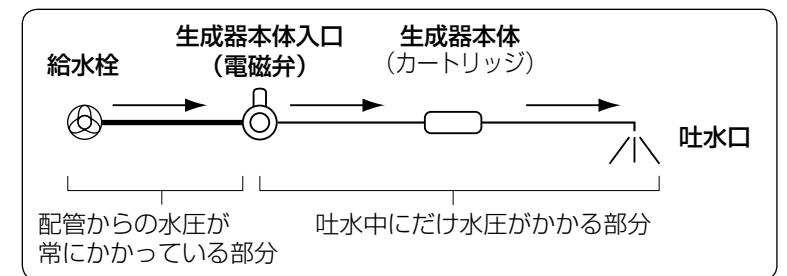 生成器本体入口
(電磁弁)
生成器本体
(カートリッジ)
給水栓
吐水口
配管からの水圧が
常にかかっている部分
吐水中にだけ水圧がかかる部分